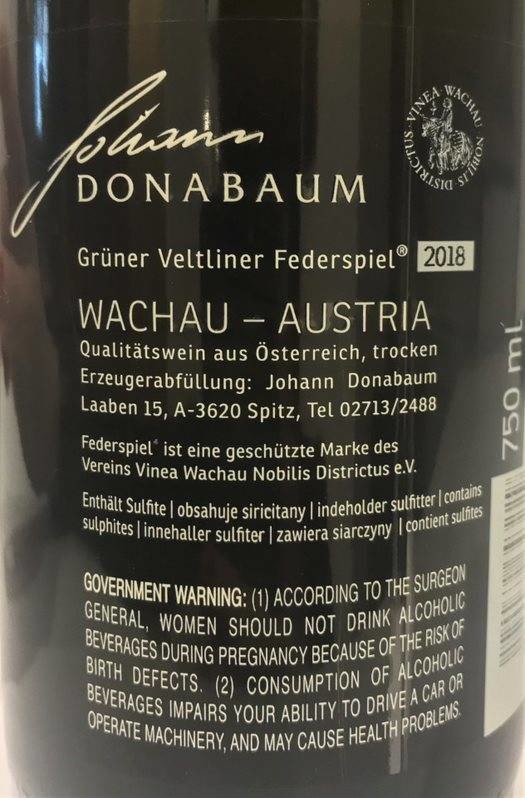 Johann
DONABAUM
VINEA WACHAU NOBILIS DISTRICTUS
Grüner Veltliner Federspiel® 2018
WACHAU – AUSTRIA
Qualitätswein aus Österreich, trocken
Erzeugerabfüllung: Johann Donabaum
Laaben 15, A-3620 Spitz, Tel 02713/2488
750 mL
Federspiel® ist eine geschützte Marke des
Vereins Vinea Wachau Nobilis Districtus e.V.
Enthält Sulfite | obsahuje siricitany | indeholder sulfitter | contains
sulphites | innehaller sulfiter | zawiera siarczyny | contient sulfites
GOVERNMENT WARNING: (1) ACCORDING TO THE SURGEON
GENERAL, WOMEN SHOULD NOT DRINK ALCOHOLIC
BEVERAGES DURING PREGNANCY BECAUSE OF THE RISK OF
BIRTH DEFECTS. (2) CONSUMPTION OF ALCOHOLIC
BEVERAGES IMPAIRS YOUR ABILITY TO DRIVE A CAR OR
OPERATE MACHINERY, AND MAY CAUSE HEALTH PROBLEMS.